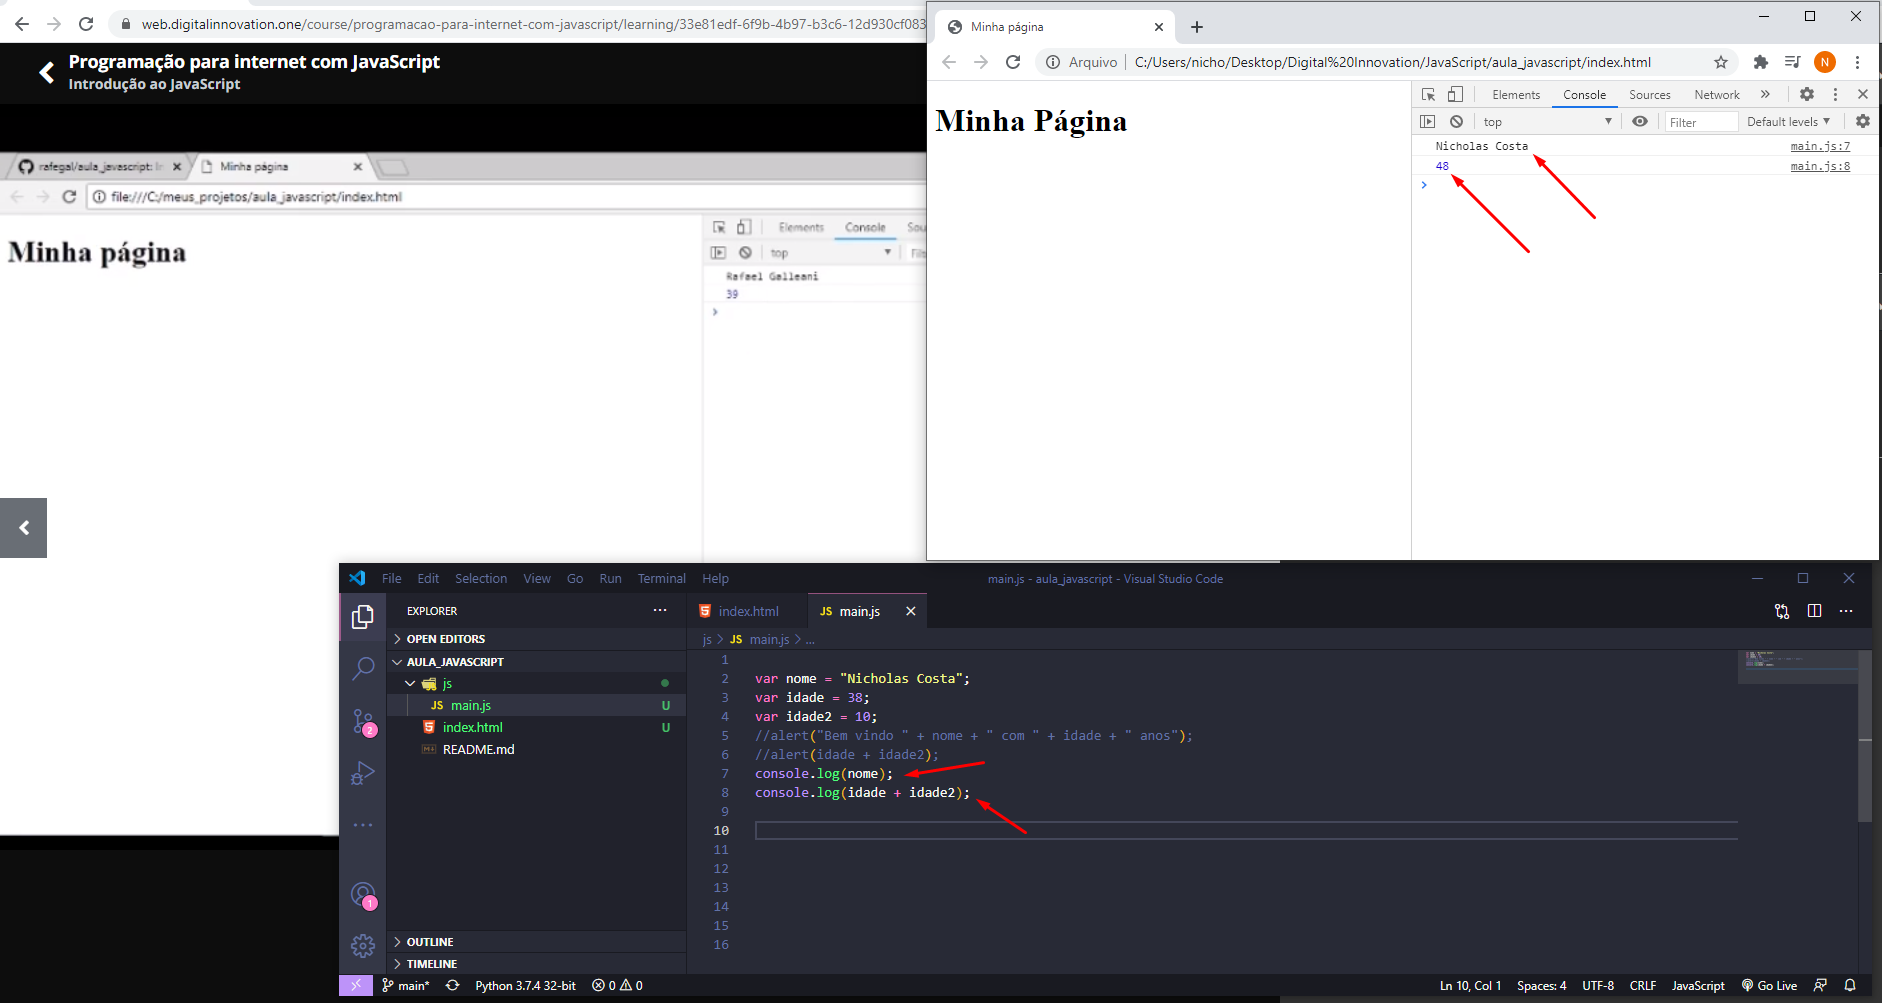 web.digitalinnovation.one/course/programacao-para-internet-com-javascript/learning/33e81edf-6f9b-4b97-b3c6-12d930cf083
Programação para internet com JavaScript
Introdução ao JavaScript
rafegal/aula_javascript: Minha página
file:///C:/meus_projetos/aula_javascript/index.html
Elements Console Sou
top Filt
Minha página
Rafael Galleani
39
Minha página
Arquivo C:/Users/nicho/Desktop/Digital%20Innovation/JavaScript/aula_javascript/index.html
Elements Console Sources Network
top Filter Default levels
Minha Página
Nicholas Costa main.js:7
48 main.js:8
File Edit Selection View Go Run Terminal Help main.js - aula_javascript - Visual Studio Code
EXPLORER
index.html JS main.js
OPEN EDITORS
js > JS main.js > ...
AULA_JAVASCRIPT
js
JS main.js U
index.html U
README.md
2
1
OUTLINE
TIMELINE
1
2 var nome = "Nicholas Costa";
3 var idade = 38;
4 var idade2 = 10;
5 //alert("Bem vindo " + nome + " com " + idade + " anos");
6 //alert(idade + idade2);
7 console.log(nome);
8 console.log(idade + idade2);
9
10
11
12
13
14
15
16
main* Python 3.7.4 32-bit 0 0 Ln 10, Col 1 Spaces: 4 UTF-8 CRLF JavaScript Go Live